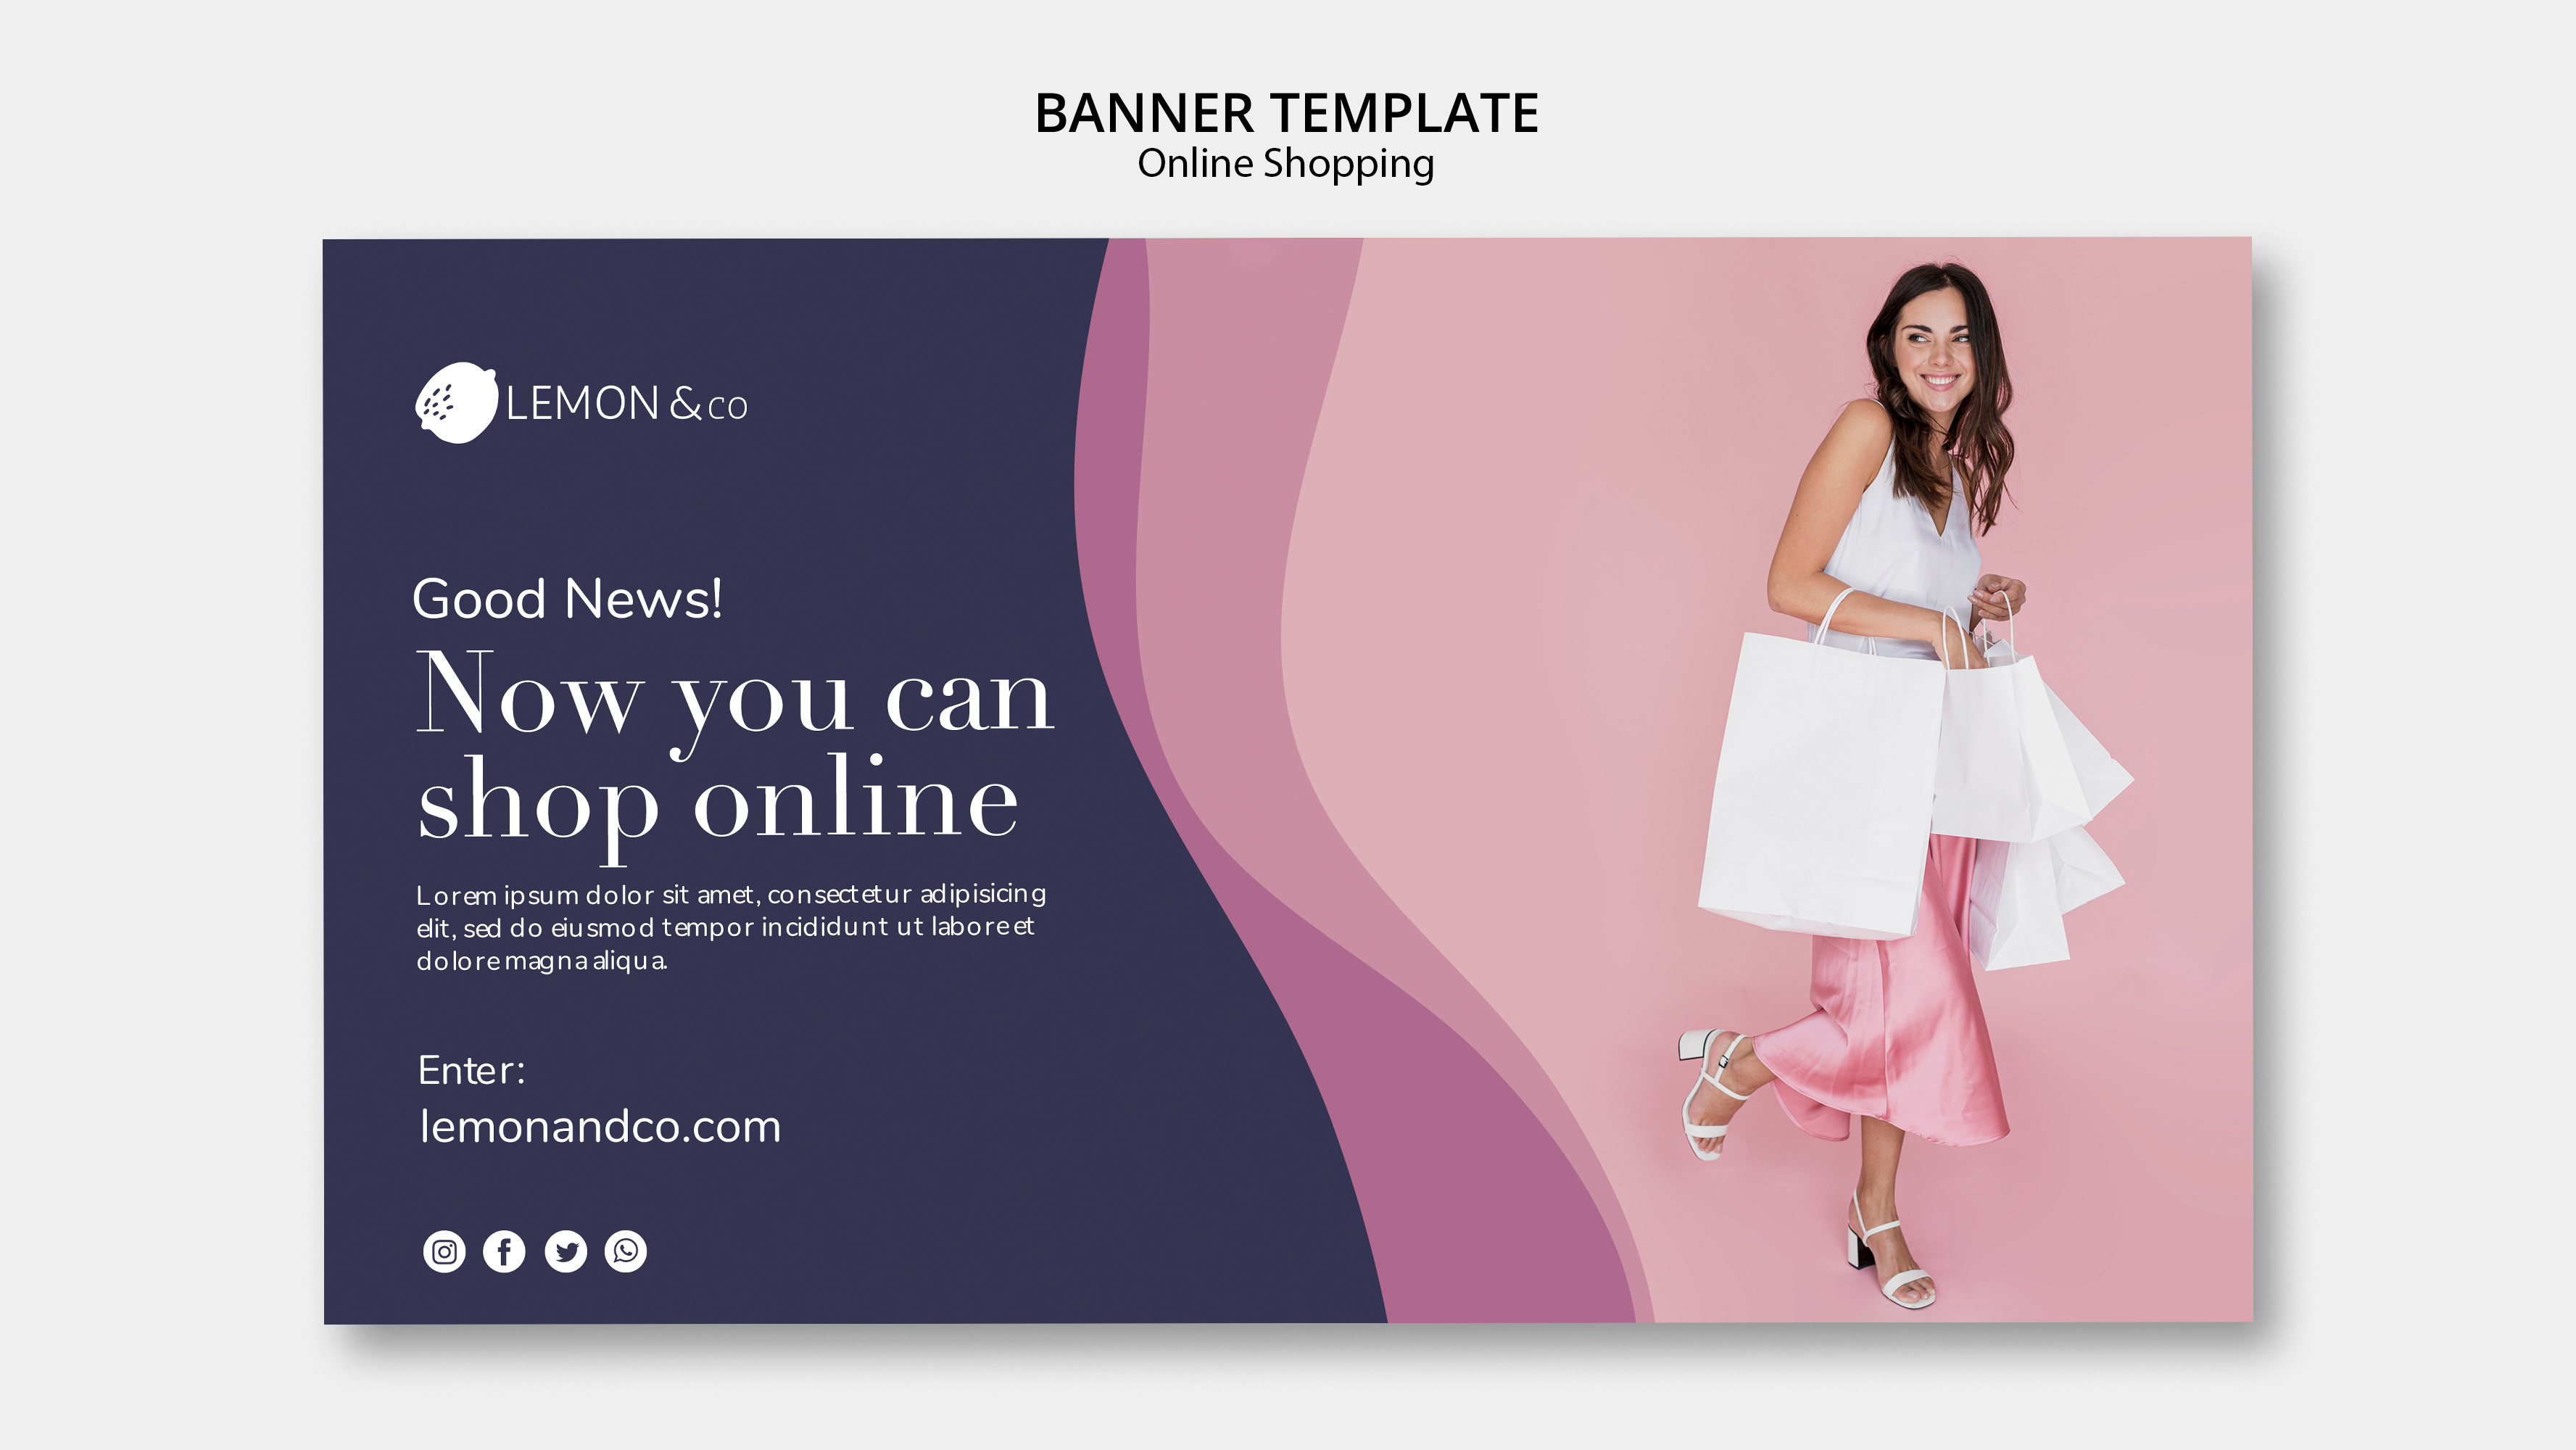 BANNER TEMPLATE
Online Shopping
LEMON & co
Good News!
Now you can
shop online
Lorem ipsum dolor sit amet, consectetur adipisicing
elit, sed do eiusmod tempor incididunt ut labore et
dolore magna aliqua.
Enter:
lemonandco.com